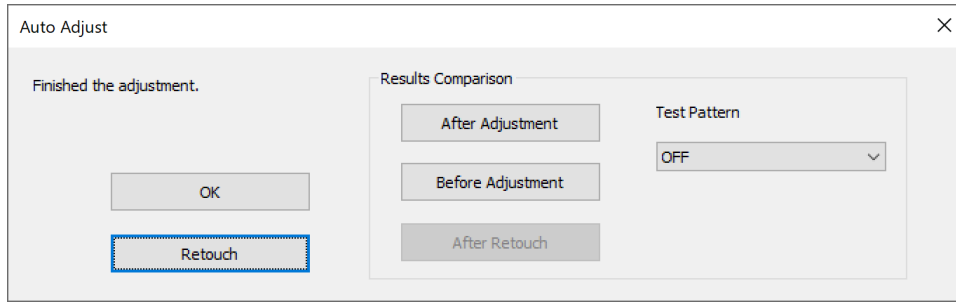 Auto Adjust
Finished the adjustment.
OK
Retouch
Results Comparison
After Adjustment
Before Adjustment
After Retouch
Test Pattern
OFF